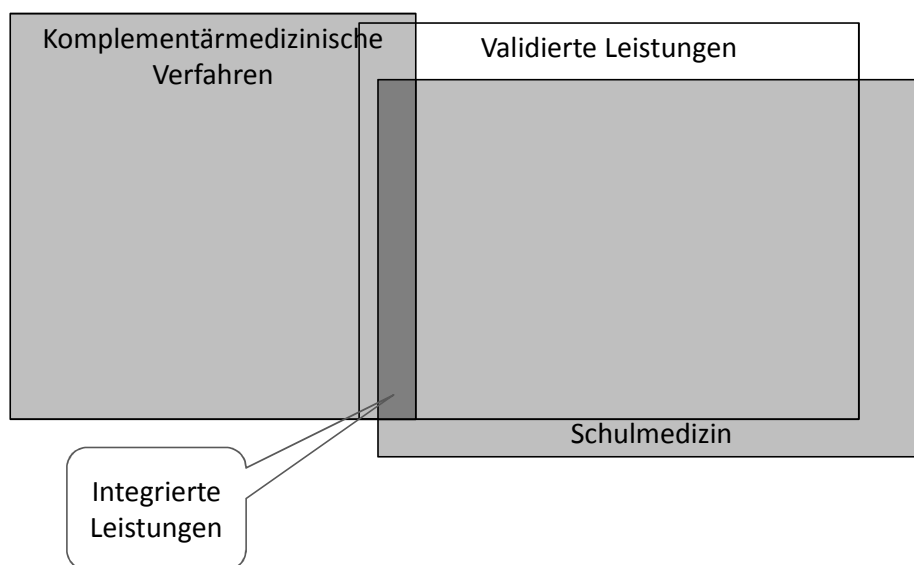 Komplementärmedizinische
Verfahren
Validierte Leistungen
Schulmedizin
Integrierte
Leistungen